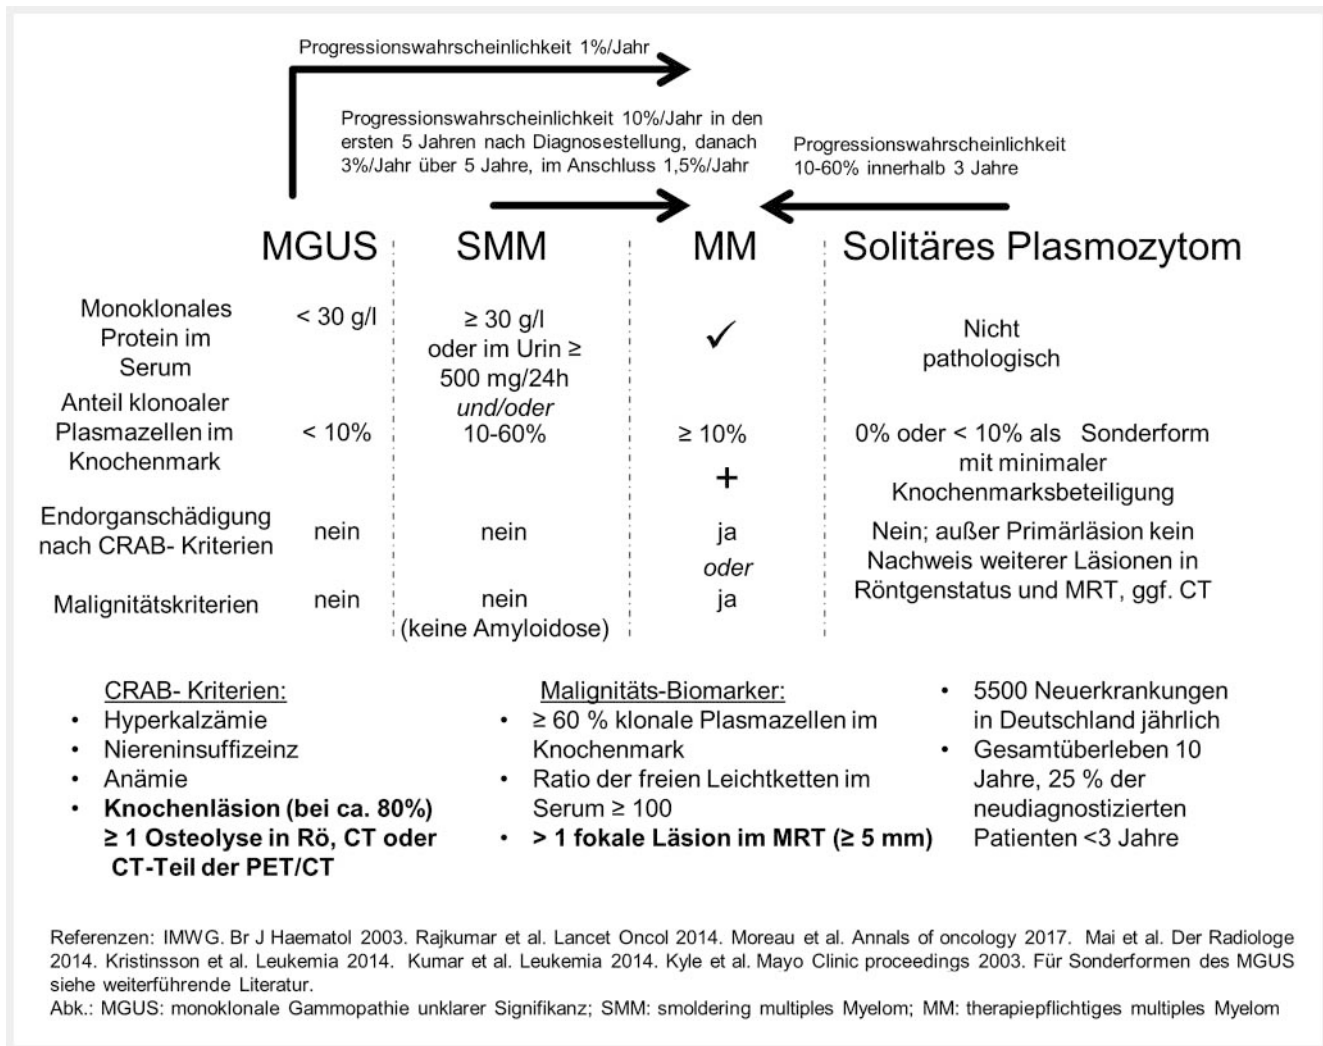 Progressionswahrscheinlichkeit 1%/Jahr
Progressionswahrscheinlichkeit 10%/Jahr in den
ersten 5 Jahren nach Diagnosestellung, danach
3%/Jahr über 5 Jahre, im Anschluss 1,5%/Jahr
Progressionswahrscheinlichkeit
10-60% innerhalb 3 Jahre
MGUS SMM MM Solitäres Plasmozytom
Monoklonales
Protein im
Serum
< 30 g/l
≥ 30 g/l
oder im Urin ≥
500 mg/24h
und/oder
✓
Nicht
pathologisch
Anteil klonoaler
Plasmazellen im
Knochenmark
< 10%
10-60%
≥ 10%
+
0% oder < 10% als Sonderform
mit minimaler
Knochenmarksbeteiligung
Endorganschädigung
nach CRAB- Kriterien
nein
nein
ja
oder
Nein; außer Primärläsion kein
Nachweis weiterer Läsionen in
Röntgenstatus und MRT, ggf. CT
Malignitätskriterien
nein
nein
(keine Amyloidose)
ja
CRAB- Kriterien:
• Hyperkalzämie
• Niereninsuffizeinz
• Anämie
• Knochenläsion (bei ca. 80%)
≥ 1 Osteolyse in Rö, CT oder
CT-Teil der PET/CT
Malignitäts-Biomarker:
• ≥ 60 % klonale Plasmazellen im
Knochenmark
• Ratio der freien Leichtketten im
Serum ≥ 100
• > 1 fokale Läsion im MRT (≥ 5 mm)
• 5500 Neuerkrankungen
in Deutschland jährlich
• Gesamtüberleben 10
Jahre, 25 % der
neudiagnostizierten
Patienten <3 Jahre
Referenzen: IMWG. Br J Haematol 2003. Rajkumar et al. Lancet Oncol 2014. Moreau et al. Annals of oncology 2017. Mai et al. Der Radiologe
2014. Kristinsson et al. Leukemia 2014. Kumar et al. Leukemia 2014. Kyle et al. Mayo Clinic proceedings 2003. Für Sonderformen des MGUS
siehe weiterführende Literatur.
Abk.: MGUS: monoklonale Gammopathie unklarer Signifikanz; SMM: smoldering multiples Myelom; MM: therapiepflichtiges multiples Myelom